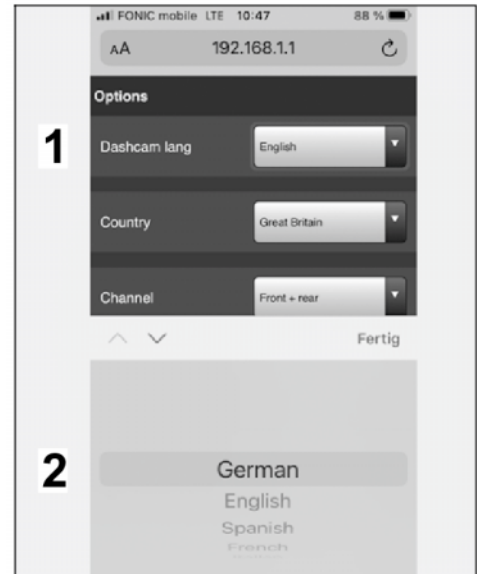 FONIC mobile LTE 10:47 88 %
AA 192.168.1.1
Options
1 Dashcam lang English
Country Great Britain
Channel Front + rear
Fertig
2
German
English
Spanish
French